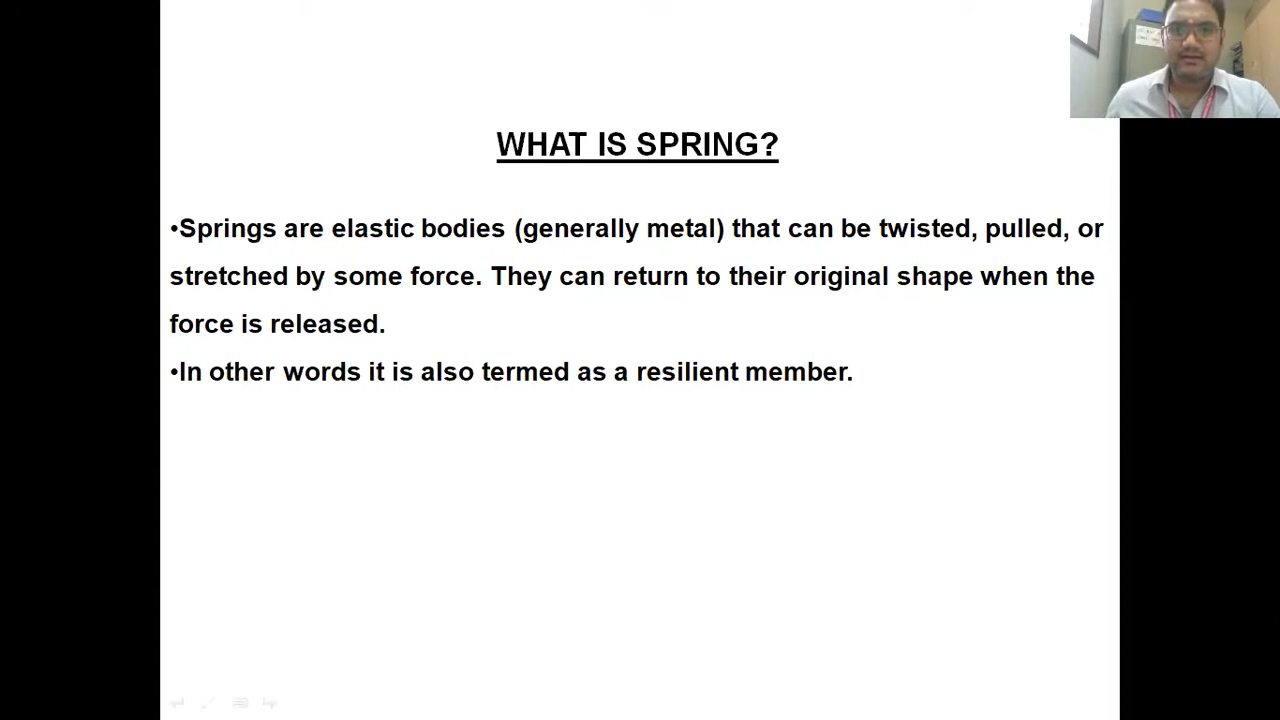 WHAT IS SPRING?
•Springs are elastic bodies (generally metal) that can be twisted, pulled, or
stretched by some force. They can return to their original shape when the
force is released.
•In other words it is also termed as a resilient member.